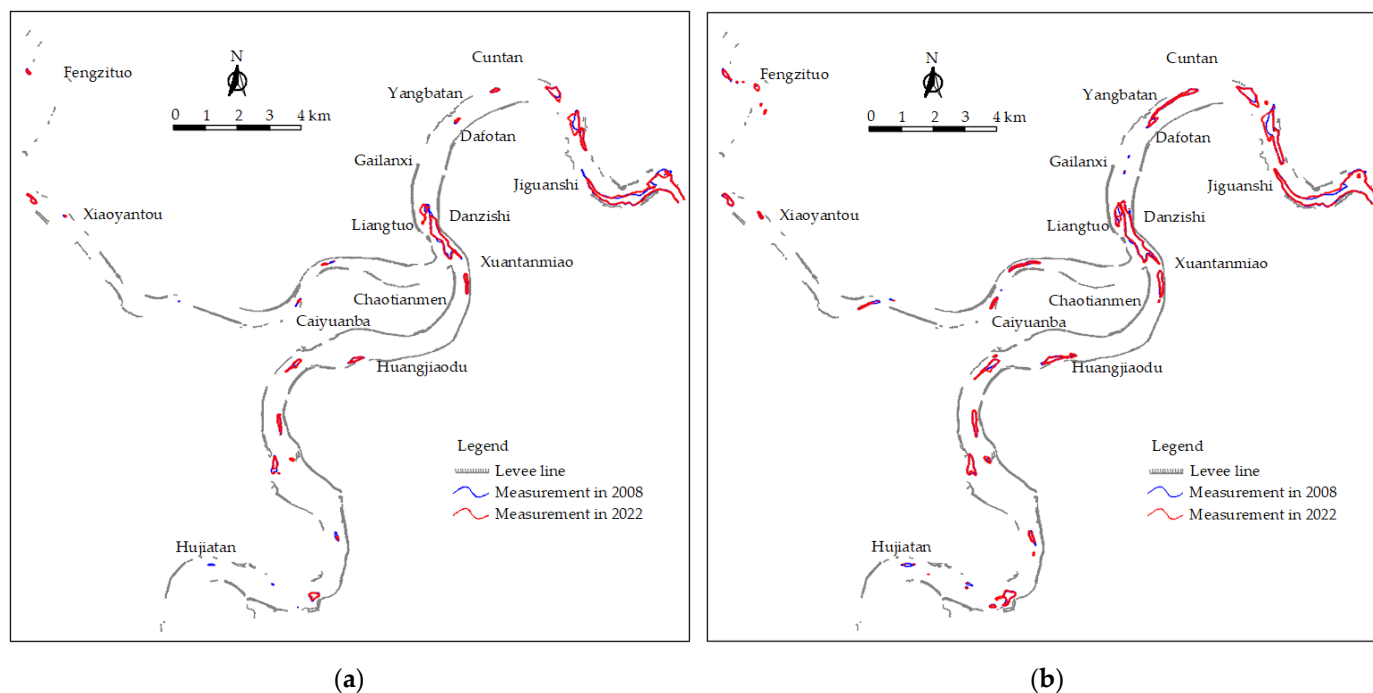 Cuntan
N
Fengzituo
Yangbatan
0 1 2 4 km
Dafotan
Gailanxi
Jiguanshi
Danzishi
Xiaoyantou
Liangtuo
Xuantanmiao
Chaotianmen
Caiyuanba
Huangjiaodu
Legend
Levee line
Measurement in 2008
Measurement in 2022
Hujiatan
(a)
Cuntan
N
Fengzituo
Yangbatan
0 1 2 4 km
Dafotan
Gailanxi
Jiguanshi
Danzishi
Xiaoyantou
Liangtuo
Xuantanmiao
Chaotianmen
Caiyuanba
Huangjiaodu
Legend
Levee line
Measurement in 2008
Measurement in 2022
Hujiatan
(b)